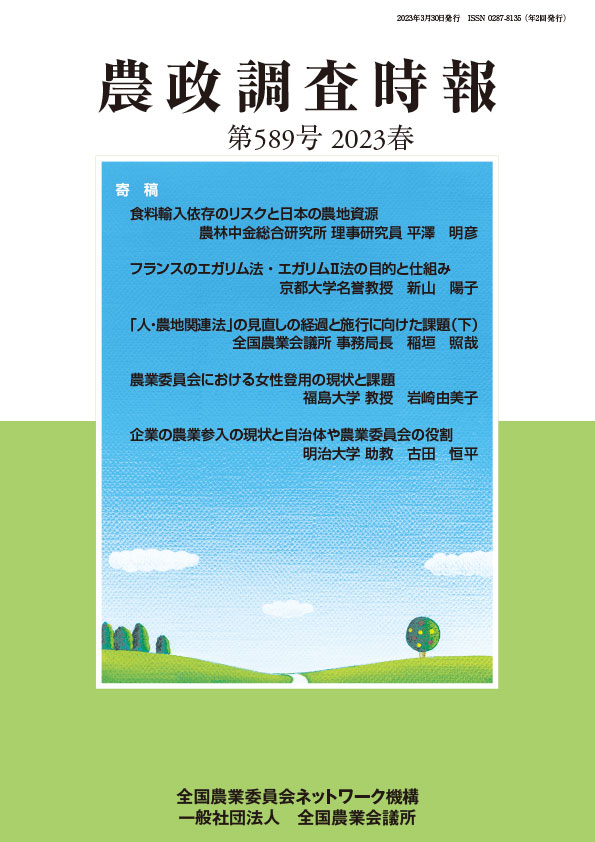 2023年3月30日発行　ISSN 0287-8135（年2回発行）
農政調査時報
第589号 2023春
寄　稿
食料輸入依存のリスクと日本の農地資源
農林中金総合研究所 理事研究員 平澤　明彦
フランスのエガリム法・エガリムⅡ法の目的と仕組み
京都大学名誉教授　新山　陽子
「人・農地関連法」の見直しの経過と施行に向けた課題（下）
全国農業会議所 事務局長　稲垣　照哉
農業委員会における女性登用の現状と課題
福島大学 教授　岩崎由美子
企業の農業参入の現状と自治体や農業委員会の役割
明治大学 助教　古田　恒平
全国農業委員会ネットワーク機構
一般社団法人　全国農業会議所